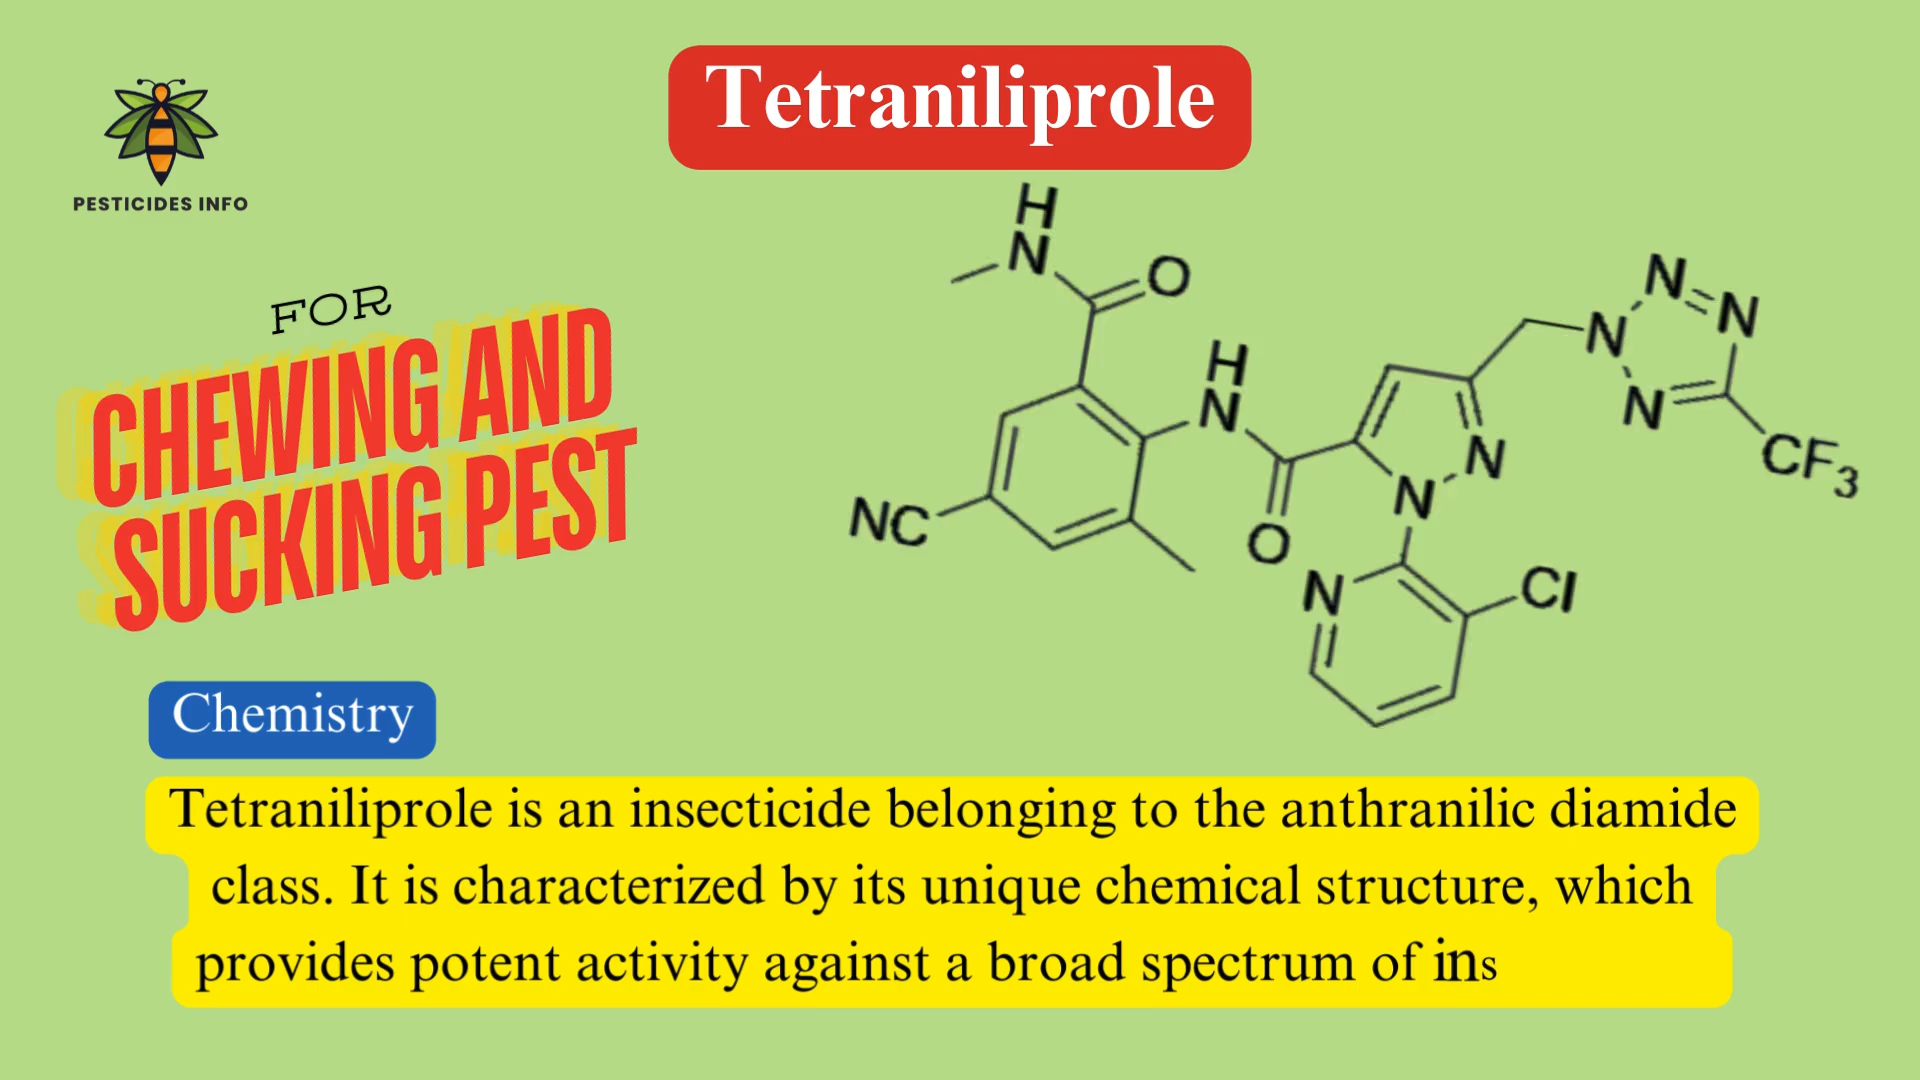 Tetraniliprole
PESTICIDES INFO
FOR
CHEWING AND
SUCKING PEST
H
N
O
H
N
NC
O
N
N
N
Cl
N
N
N
N
CF3
Chemistry
Tetraniliprole is an insecticide belonging to the anthranilic diamide
class. It is characterized by its unique chemical structure, which
provides potent activity against a broad spectrum of ins